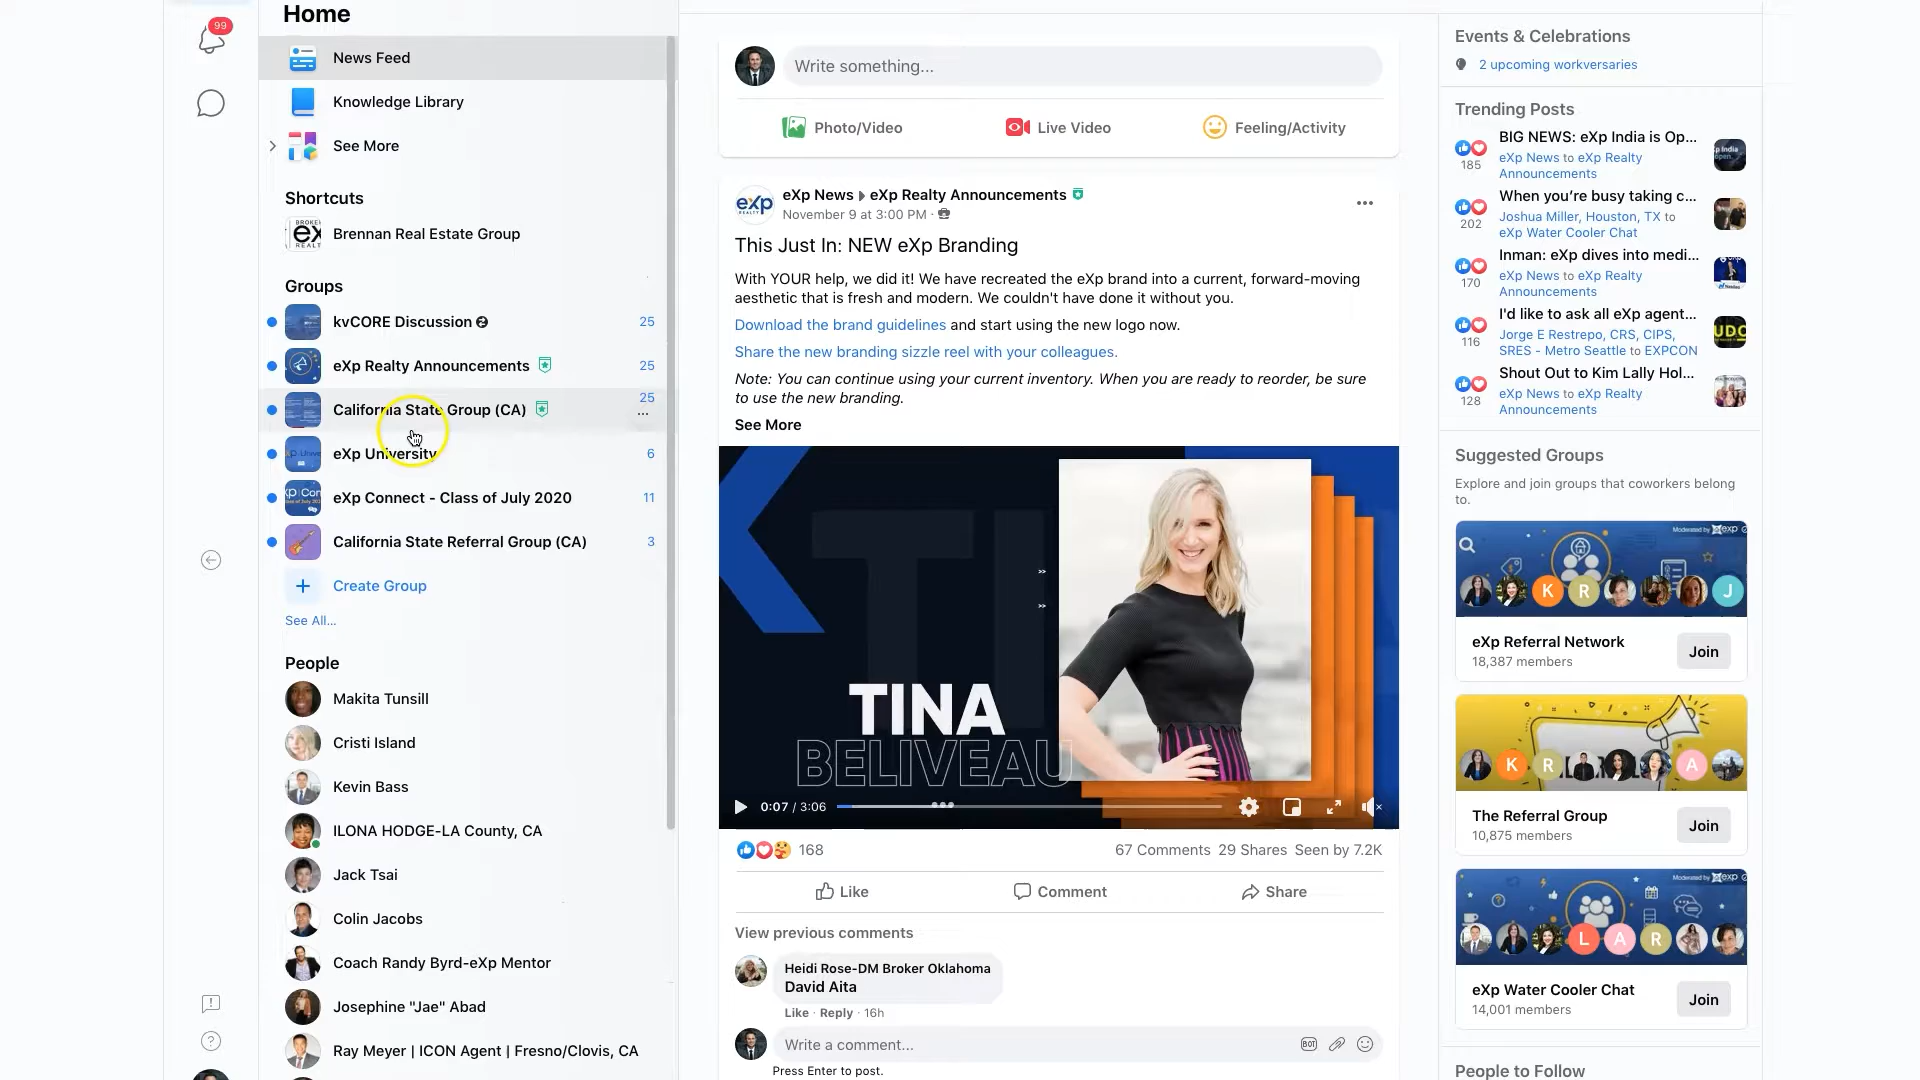 99
Home
News Feed
Knowledge Library
See More
Shortcuts
Brennan Real Estate Group
Groups
kvCORE Discussion
25
eXp Realty Announcements
25
California State Group (CA)
25
eXp University
6
eXp Connect - Class of July 2020
11
California State Referral Group (CA)
3
Create Group
See All...
People
Makita Tunsill
Cristi Island
Kevin Bass
ILONA HODGE-LA County, CA
Jack Tsai
Colin Jacobs
Coach Randy Byrd-eXp Mentor
Josephine "Jae" Abad
Ray Meyer | ICON Agent | Fresno/Clovis, CA
Write something...
Photo/Video
Live Video
Feeling/Activity
eXp REALTY
eXp News ▸ eXp Realty Announcements
November 9 at 3:00 PM ·
This Just In: NEW eXp Branding
With YOUR help, we did it! We have recreated the eXp brand into a current, forward-moving
aesthetic that is fresh and modern. We couldn't have done it without you.
Download the brand guidelines and start using the new logo now.
Share the new branding sizzle reel with your colleagues.
Note: You can continue using your current inventory. When you are ready to reorder, be sure
to use the new branding.
See More
TINA
BELIVEAU
0:07 / 3:06
168
67 Comments 29 Shares Seen by 7.2K
Like
Comment
Share
View previous comments
Heidi Rose-DM Broker Oklahoma
David Aita
Like · Reply · 16h
Write a comment...
Press Enter to post.
Events & Celebrations
2 upcoming workversaries
Trending Posts
BIG NEWS: eXp India is Op...
eXp News to eXp Realty
Announcements
185
When you're busy taking c...
Joshua Miller, Houston, TX to
eXp Water Cooler Chat
202
Inman: eXp dives into medi...
eXp News to eXp Realty
Announcements
170
I'd like to ask all eXp agent...
Jorge E Restrepo, CRS, CIPS,
SRES - Metro Seattle to EXPCON
116
Shout Out to Kim Lally Hol...
eXp News to eXp Realty
Announcements
128
Suggested Groups
Explore and join groups that coworkers belong
to.
Moderated by eXp
K R J
eXp Referral Network
18,387 members
Join
K R A
The Referral Group
10,875 members
Join
Moderated by eXp
L A R
eXp Water Cooler Chat
14,001 members
Join
People to Follow